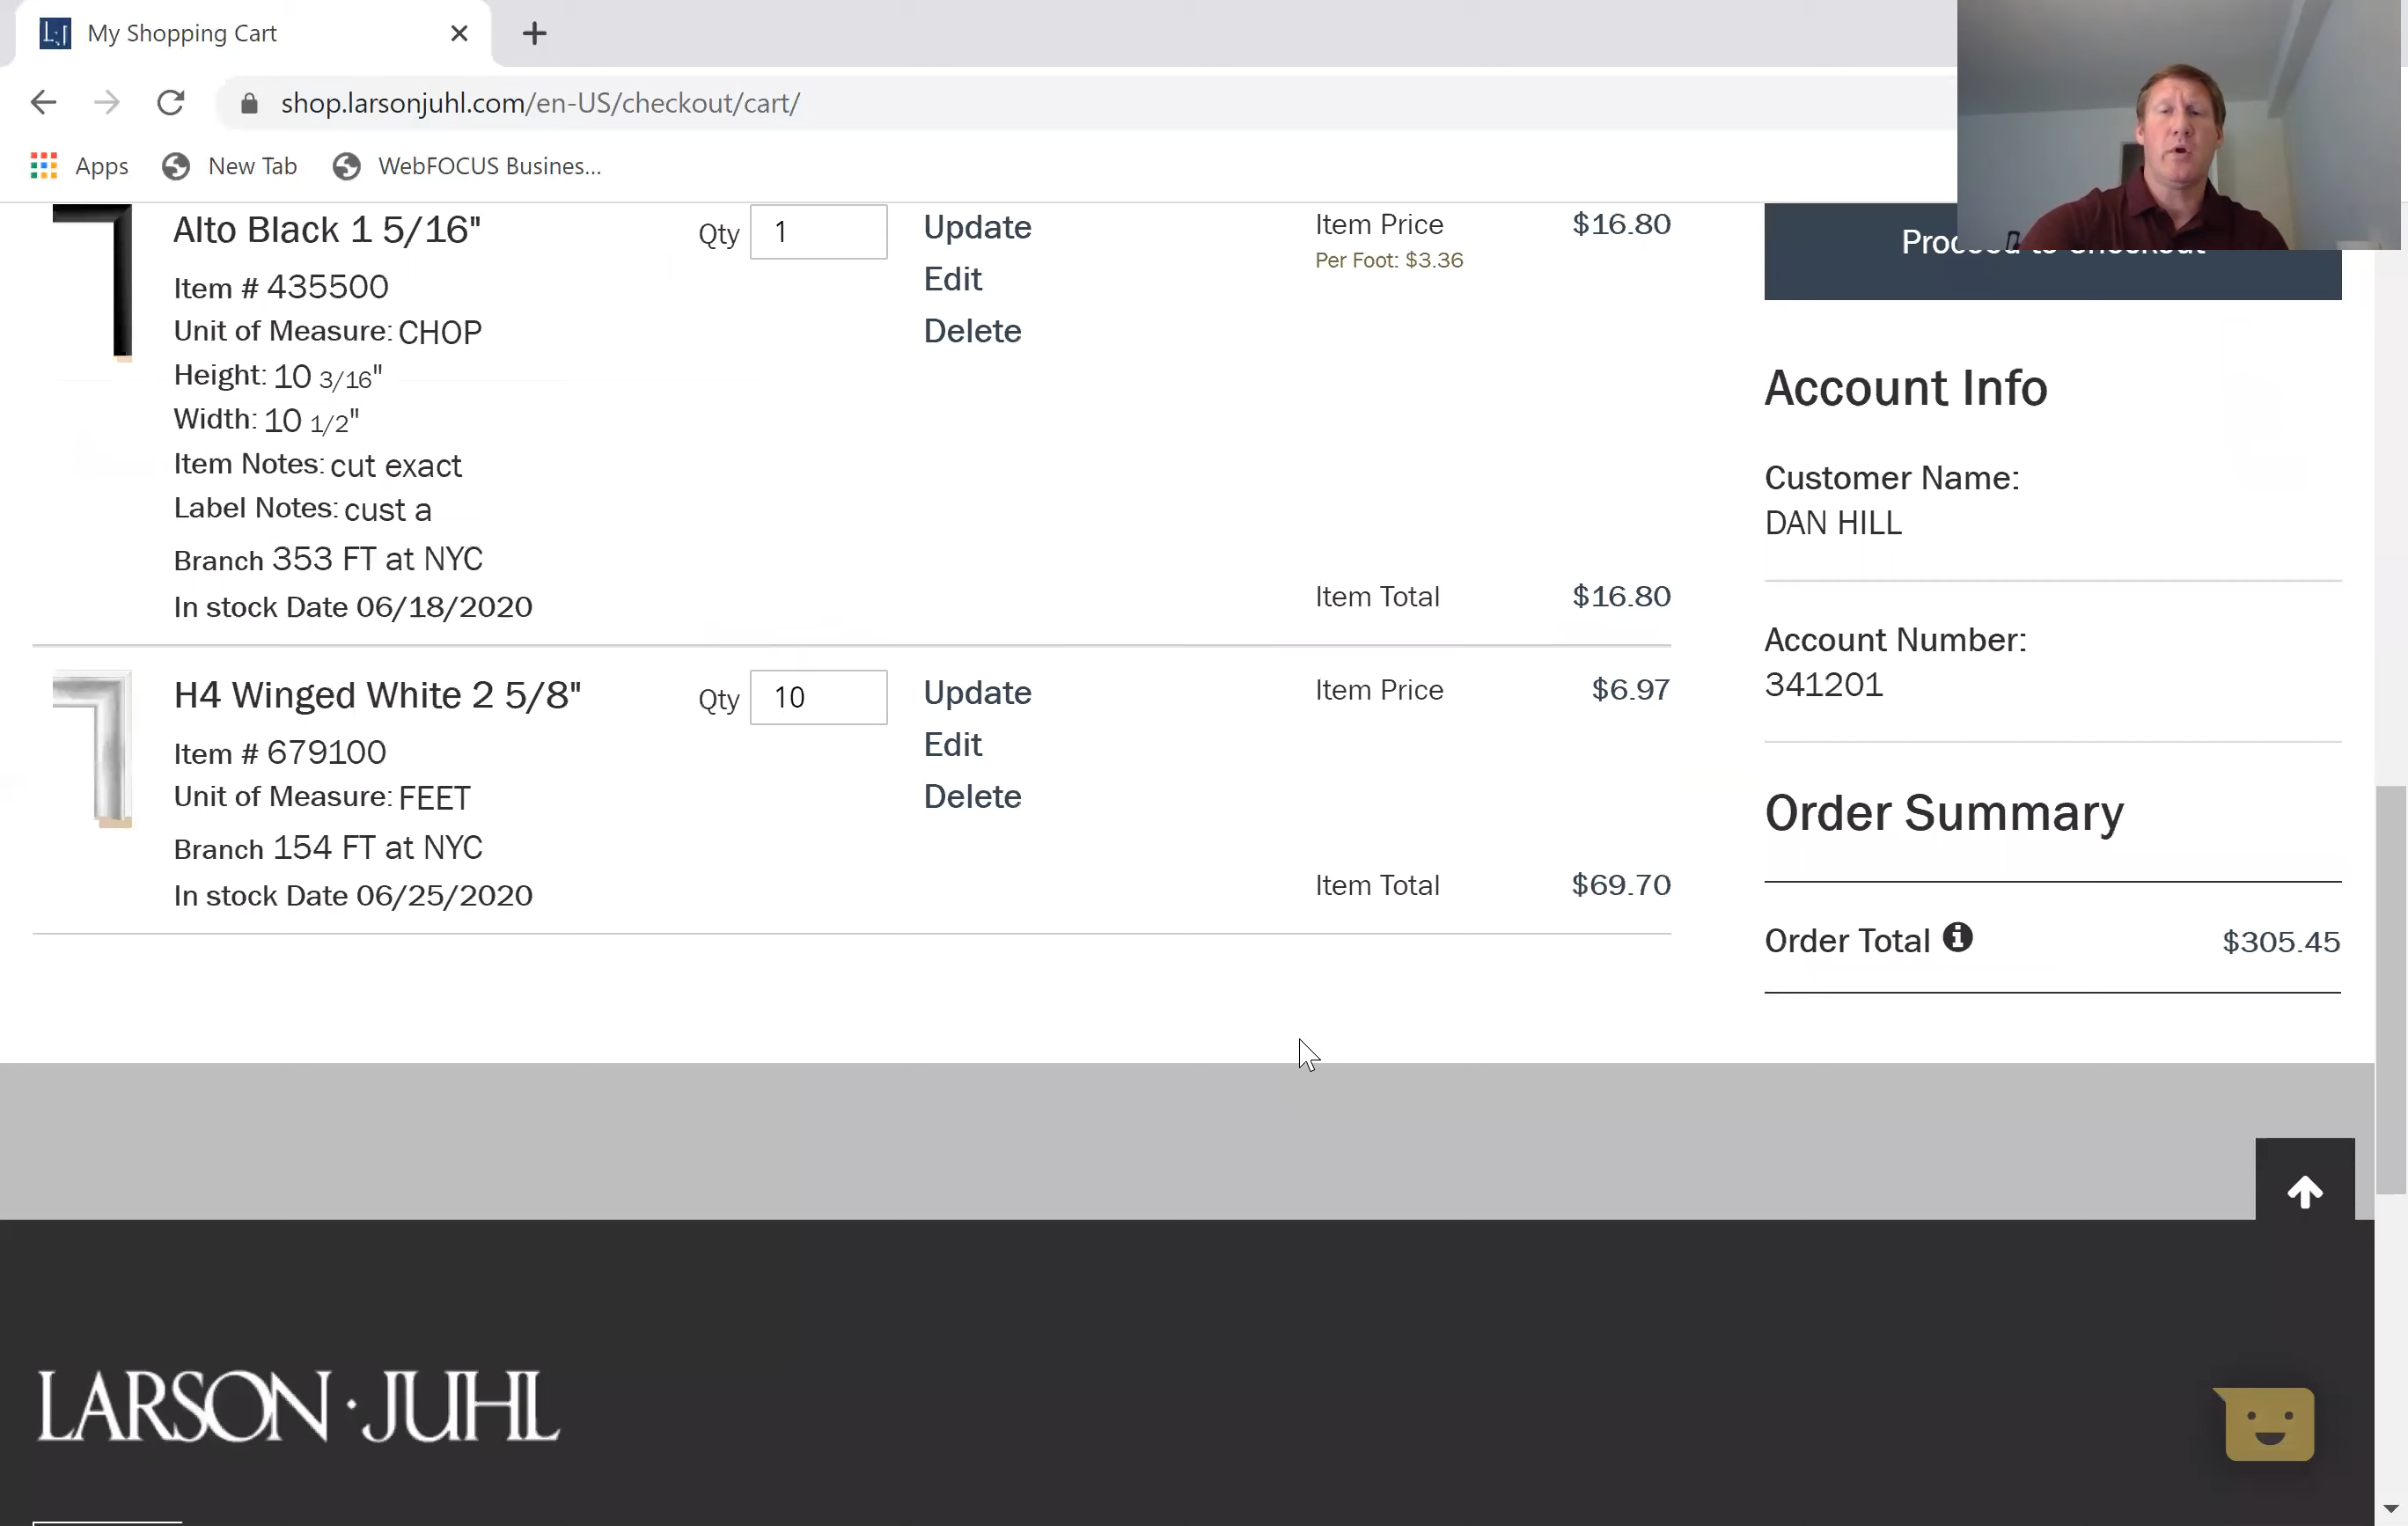 My Shopping Cart
shop.larsonjuhl.com/en-US/checkout/cart/
Apps New Tab WebFOCUS Busines...
Alto Black 1 5/16"
Item # 435500
Unit of Measure: CHOP
Height: 10 3/16"
Width: 10 1/2"
Item Notes: cut exact
Label Notes: cust a
Branch 353 FT at NYC
In stock Date 06/18/2020
Qty 1
Update
Edit
Delete
Item Price $16.80
Per Foot: $3.36
Item Total $16.80
H4 Winged White 2 5/8"
Item # 679100
Unit of Measure: FEET
Branch 154 FT at NYC
In stock Date 06/25/2020
Qty 10
Update
Edit
Delete
Item Price $6.97
Item Total $69.70
Proceed to Checkout
Account Info
Customer Name:
DAN HILL
Account Number:
341201
Order Summary
Order Total $305.45
LARSON·JUHL